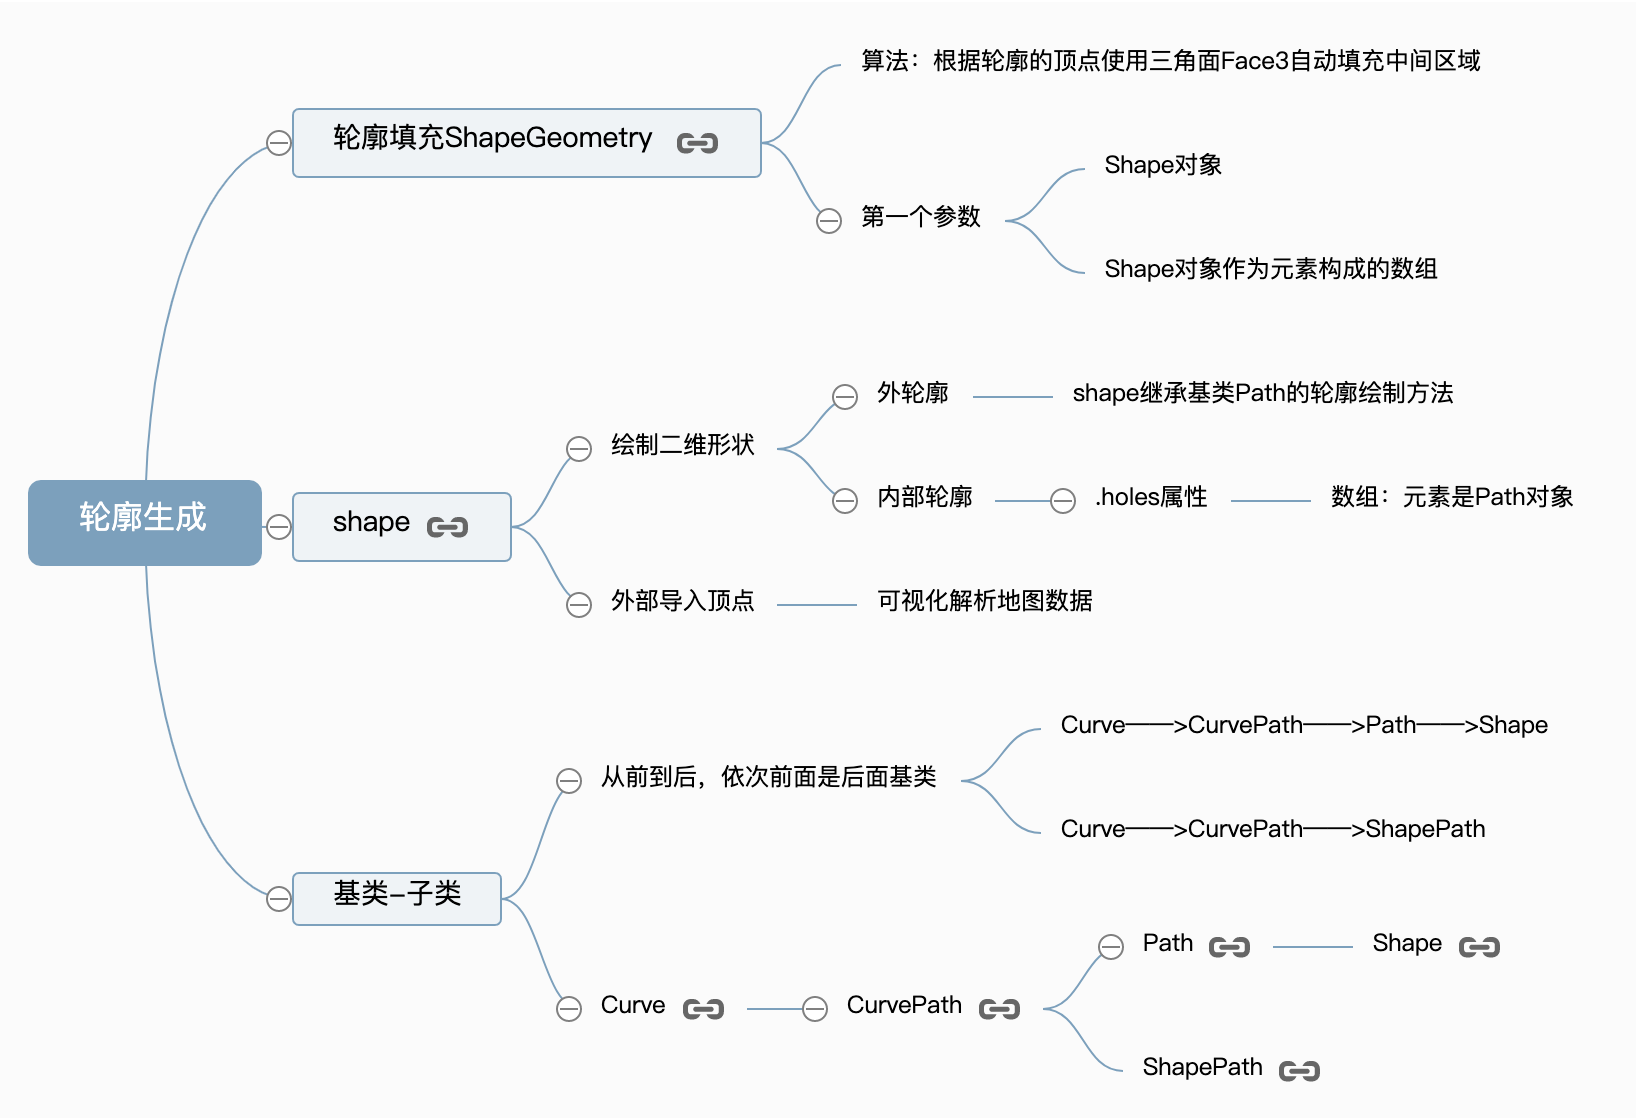 轮廓生成
轮廓填充ShapeGeometry
算法：根据轮廓的顶点使用三角面Face3自动填充中间区域
第一个参数
Shape对象
Shape对象作为元素构成的数组
shape
绘制二维形状
外轮廓
shape继承基类Path的轮廓绘制方法
内部轮廓
.holes属性
数组：元素是Path对象
外部导入顶点
可视化解析地图数据
基类-子类
从前到后，依次前面是后面基类
Curve——>CurvePath——>Path——>Shape
Curve——>CurvePath——>ShapePath
Curve
CurvePath
Path
Shape
ShapePath